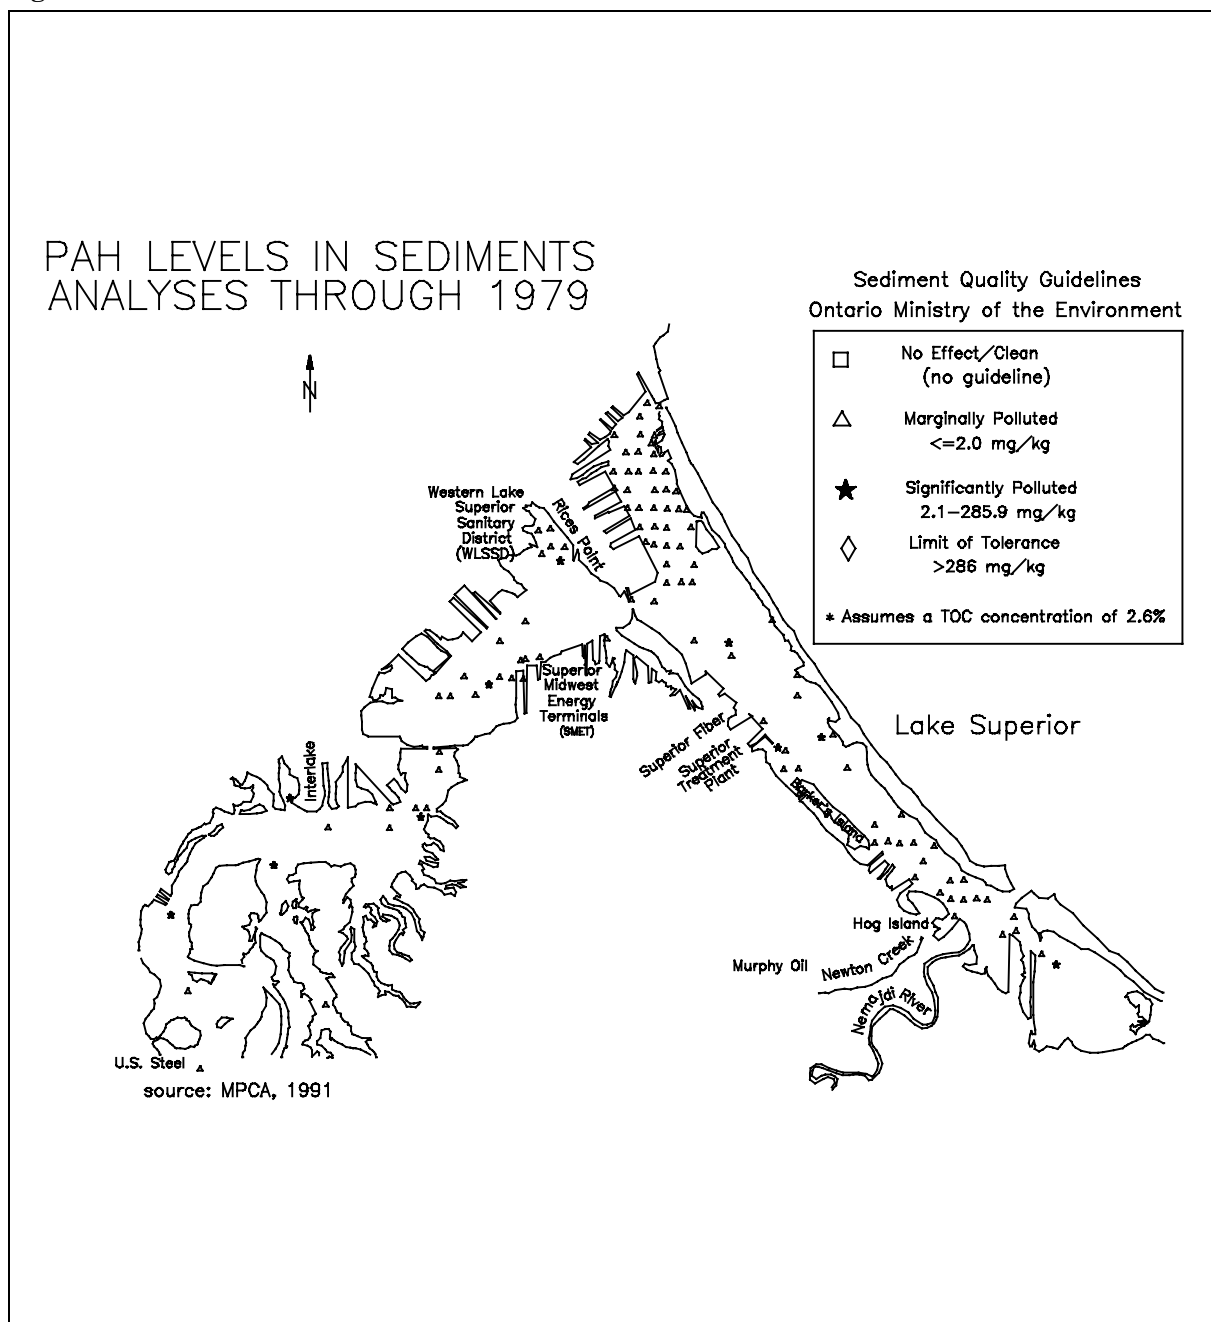 PAH LEVELS IN SEDIMENTS
ANALYSES THROUGH 1979
N
Sediment Quality Guidelines
Ontario Ministry of the Environment
No Effect/Clean
(no guideline)
Marginally Polluted
<=2.0 mg/kg
Significantly Polluted
2.1-285.9 mg/kg
Limit of Tolerance
>286 mg/kg
* Assumes a TOC concentration of 2.6%
Western Lake
Superior
Sanitary
District
(WLSSD)
Rices Point
Superior
Midwest
Energy
Terminals
(SMET)
Lake Superior
Superior Fiber
Superior
Treatment
Plant
Barker's Island
Interlake
Hog Island
Murphy Oil
Newton Creek
Nemajdi River
U.S. Steel
source: MPCA, 1991